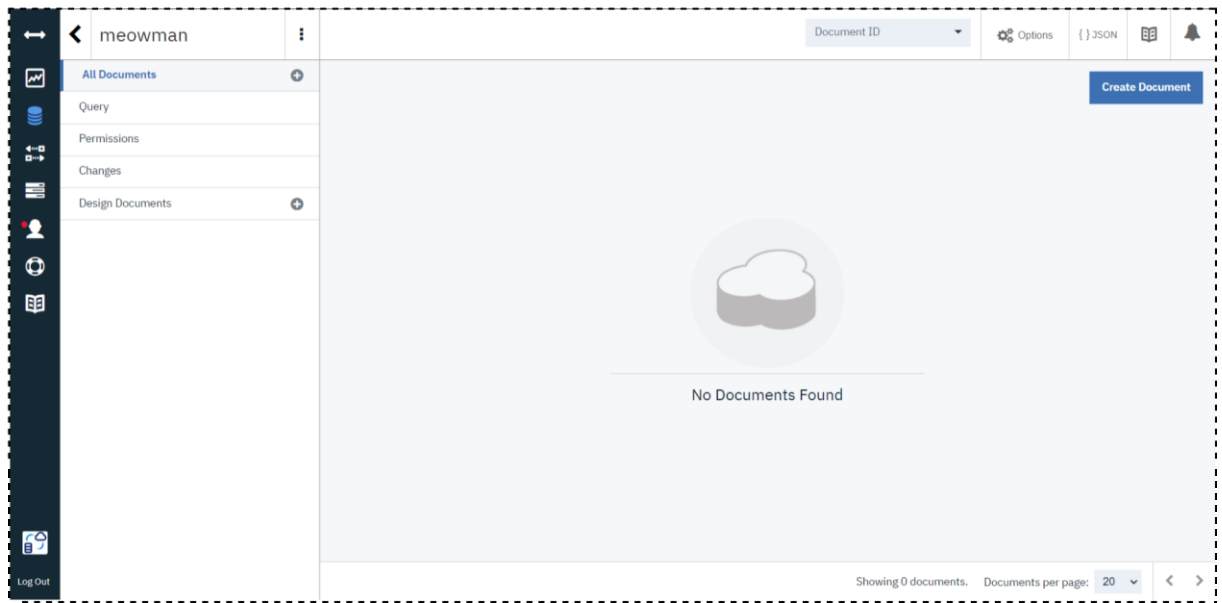 meowman
Document ID
Options
{ } JSON
All Documents
Create Document
Query
Permissions
Changes
Design Documents
No Documents Found
Log Out
Showing 0 documents.
Documents per page: 20